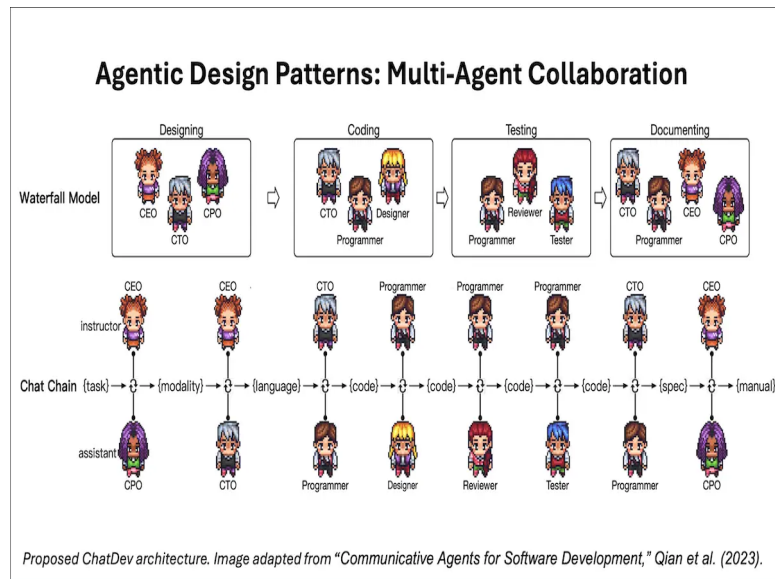 Agentic Design Patterns: Multi-Agent Collaboration
Designing
Coding
Testing
Documenting
Waterfall Model
CEO
CTO
CPO
CTO
Programmer
Designer
Programmer
Reviewer
Tester
CTO
Programmer
CEO
CPO
CEO
CEO
CTO
Programmer
Programmer
Programmer
CTO
CEO
instructor
Chat Chain
{task}
{modality}
{language}
{code}
{code}
{code}
{code}
{spec}
{manual}
assistant
CPO
CTO
Programmer
Designer
Reviewer
Tester
Programmer
CPO
Proposed ChatDev architecture. Image adapted from “Communicative Agents for Software Development,” Qian et al. (2023).